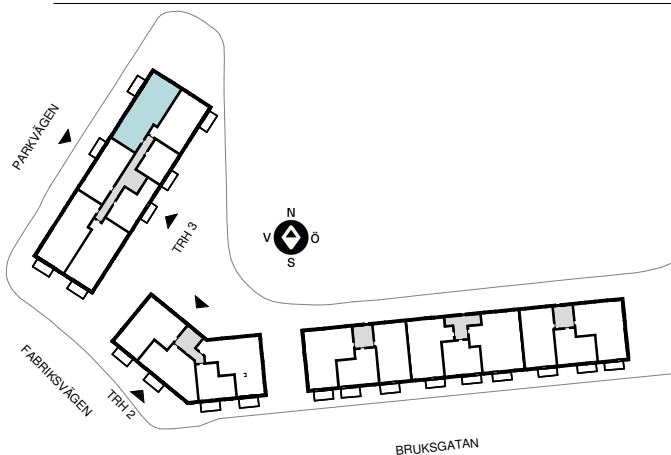 PARKVÄGEN
TRH 3
N
V Ö
S
FABRIKSVÄGEN
TRH 2
BRUKSGATAN